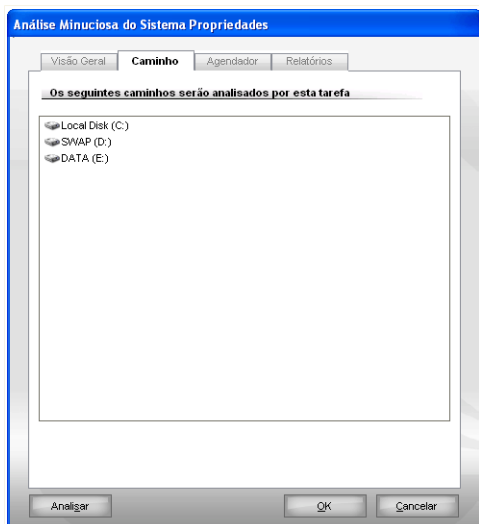 Análise Minuciosa do Sistema Propriedades
Visão Geral Caminho Agendador Relatórios
Os seguintes caminhos serão analisados por esta tarefa
Local Disk (C:)
SWAP (D:)
DATA (E:)
Analisar OK Cancelar